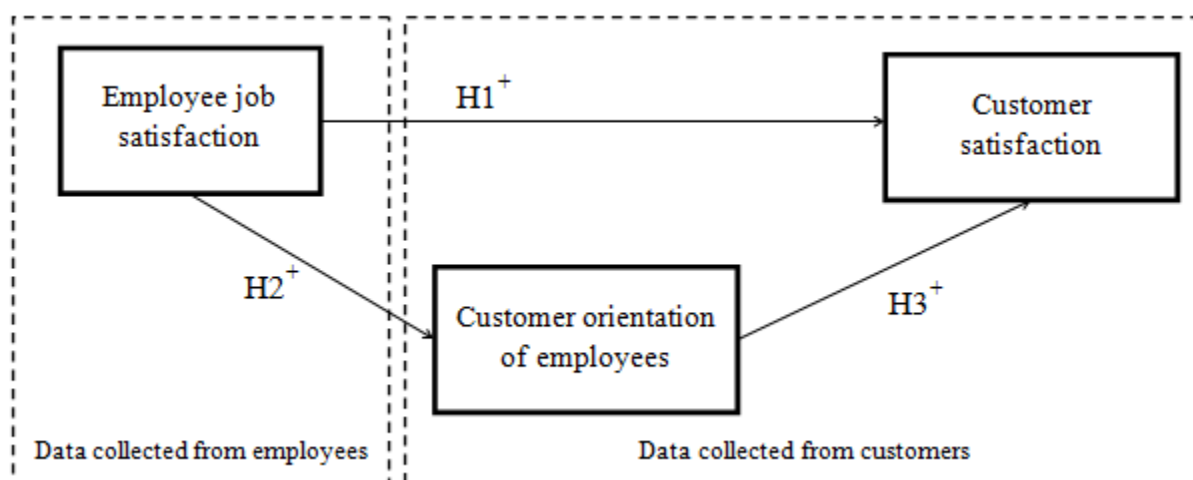 Employee job
satisfaction
H1+
Customer
satisfaction
H2+
Customer orientation
of employees
H3+
Data collected from employees
Data collected from customers